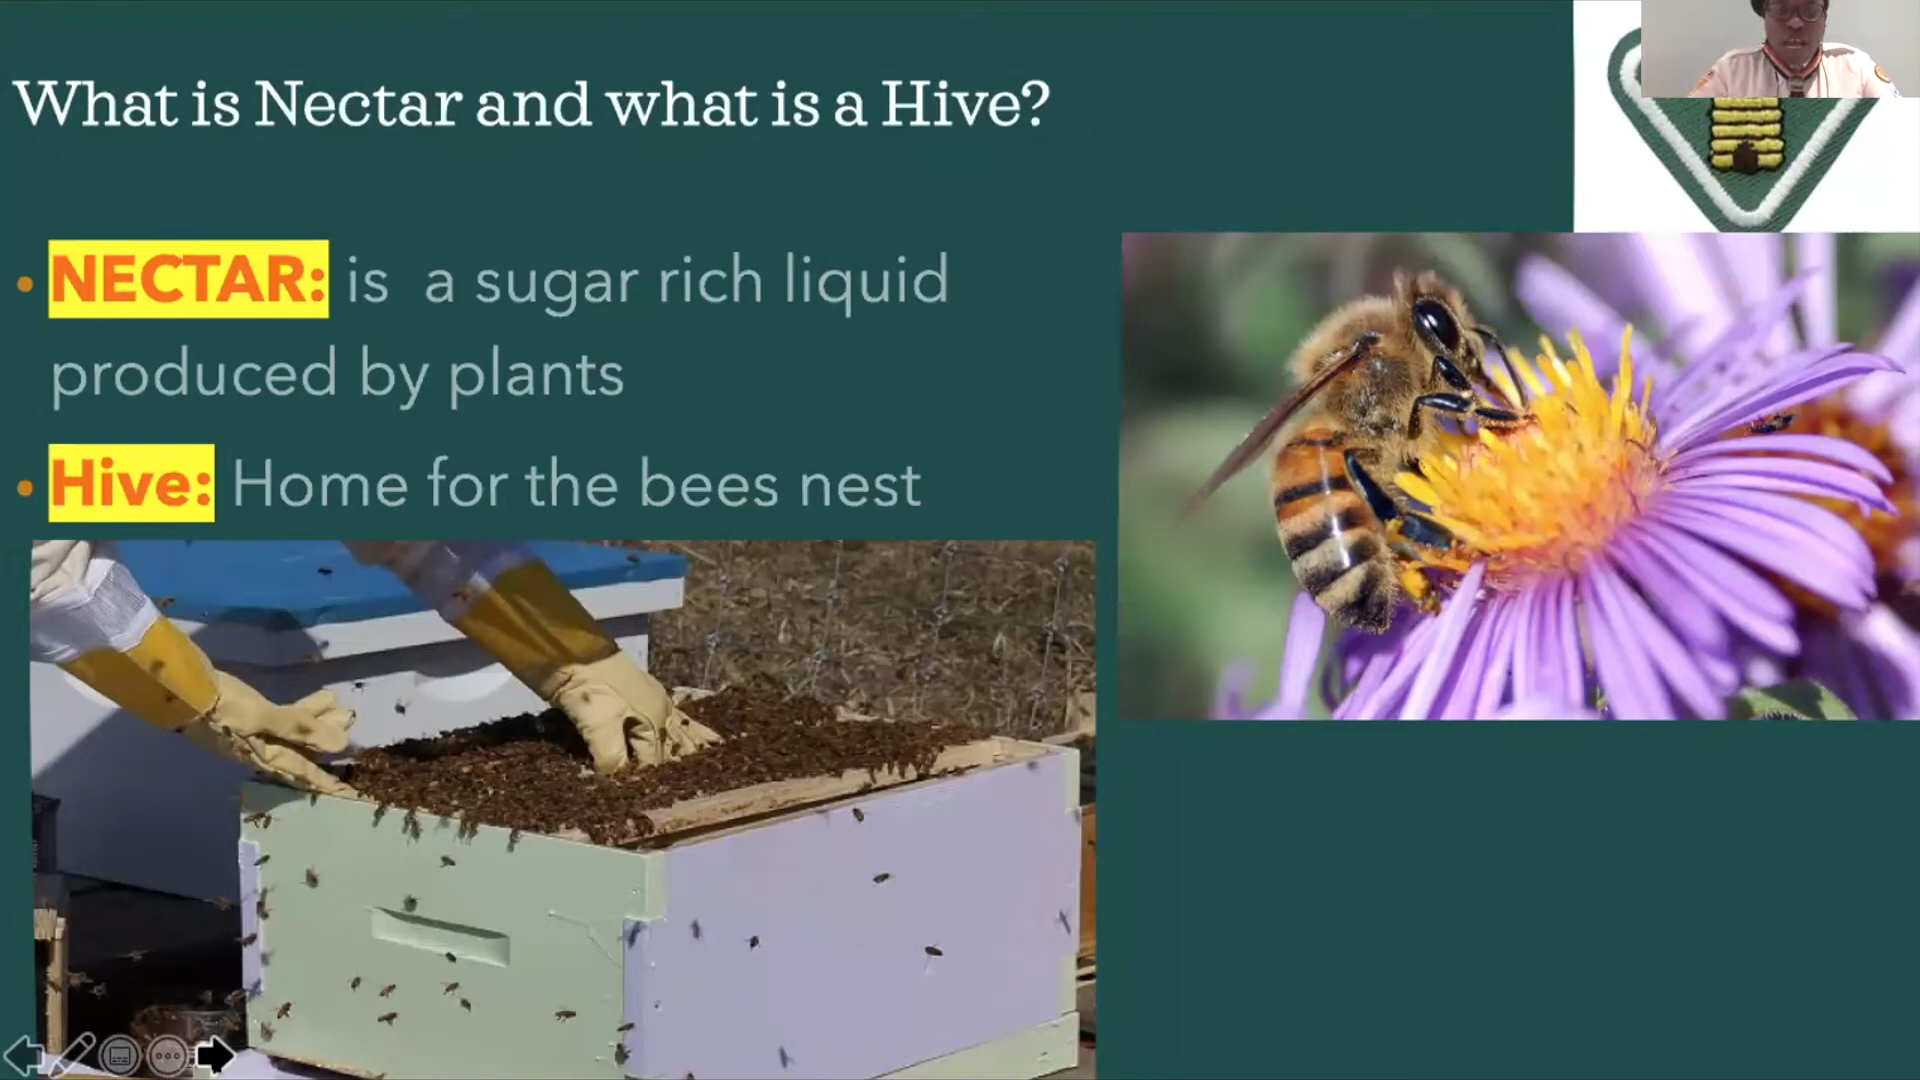 What is Nectar and what is a Hive?
• NECTAR: is a sugar rich liquid
produced by plants
• Hive: Home for the bees nest